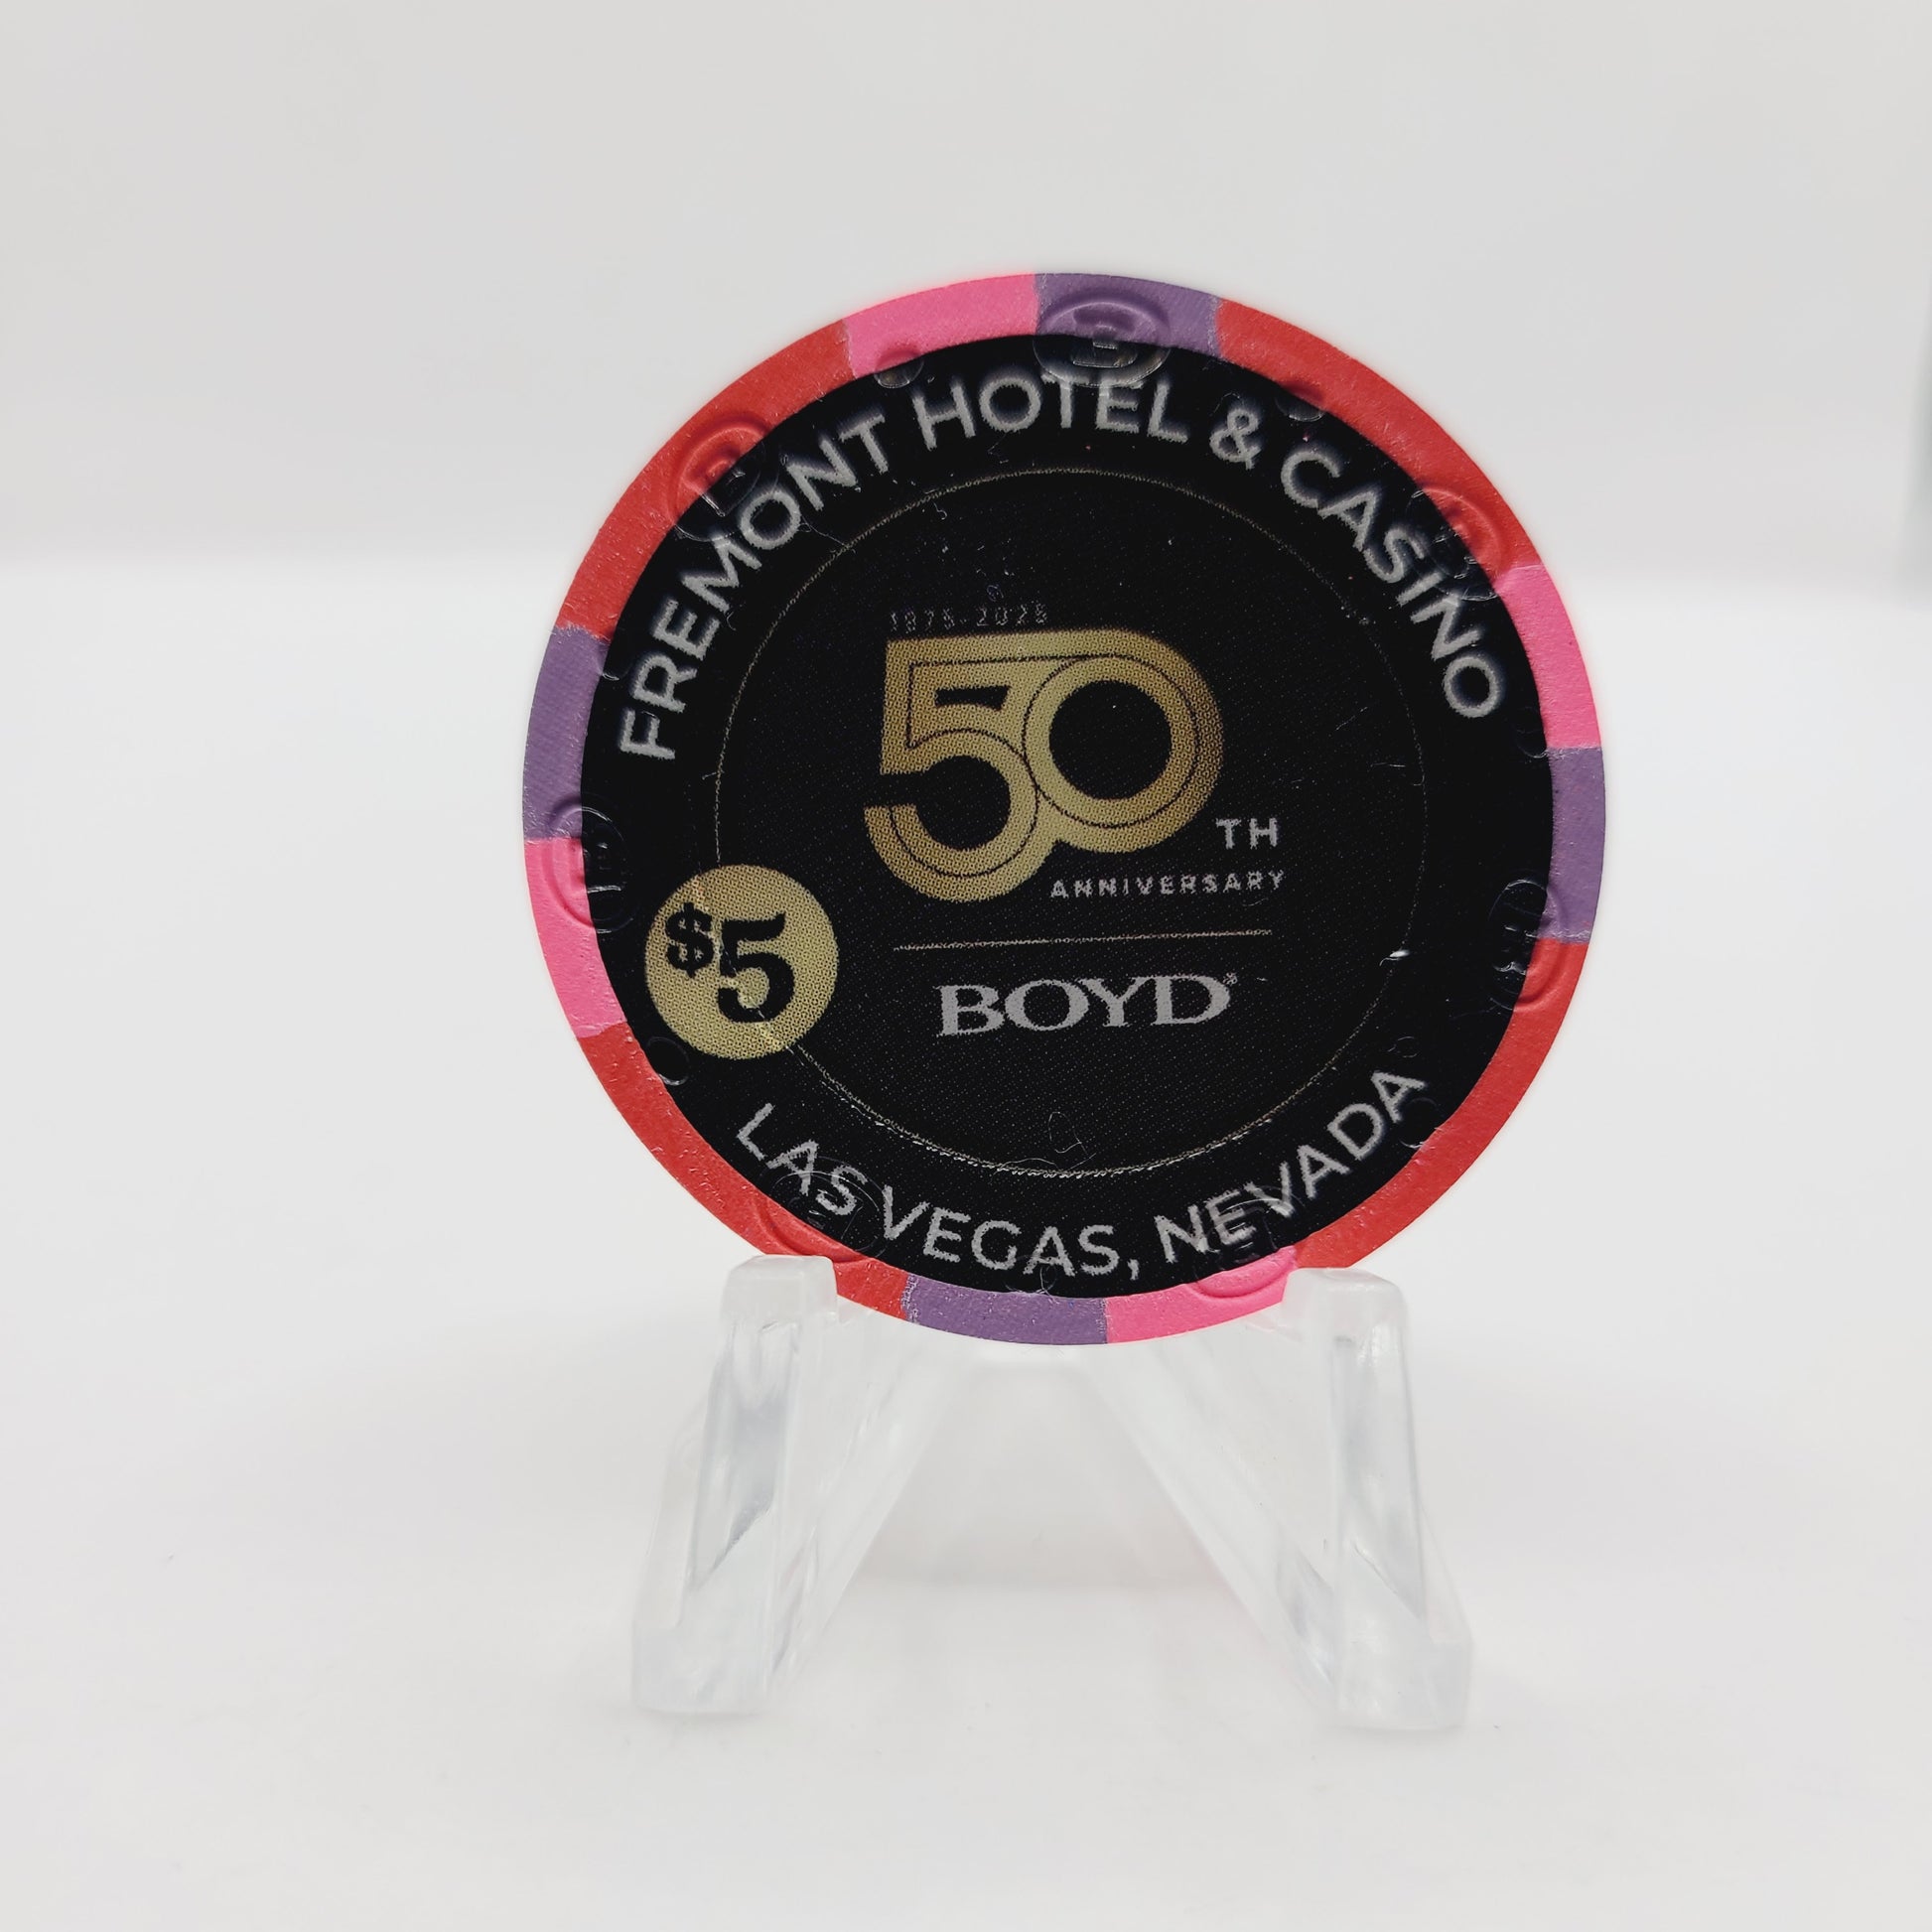 FREMONT HOTEL & CASINO
1975-2025
50
TH
ANNIVERSARY
$5
BOYD
LAS VEGAS, NEVADA